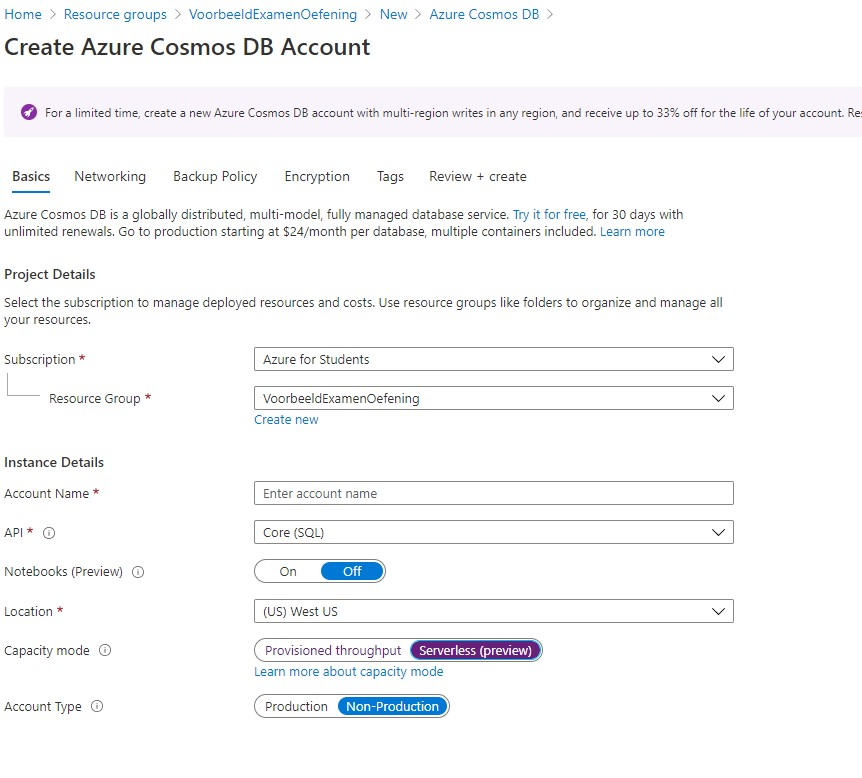 Home > Resource groups > VoorbeeldExamenOefening > New > Azure Cosmos DB >
Create Azure Cosmos DB Account
For a limited time, create a new Azure Cosmos DB account with multi-region writes in any region, and receive up to 33% off for the life of your account. Res
Basics Networking Backup Policy Encryption Tags Review + create
Azure Cosmos DB is a globally distributed, multi-model, fully managed database service. Try it for free, for 30 days with
unlimited renewals. Go to production starting at $24/month per database, multiple containers included. Learn more
Project Details
Select the subscription to manage deployed resources and costs. Use resource groups like folders to organize and manage all
your resources.
Subscription * Azure for Students
Resource Group * VoorbeeldExamenOefening
Create new
Instance Details
Account Name * Enter account name
API * Core (SQL)
Notebooks (Preview) On Off
Location * (US) West US
Capacity mode Provisioned throughput Serverless (preview)
Learn more about capacity mode
Account Type Production Non-Production